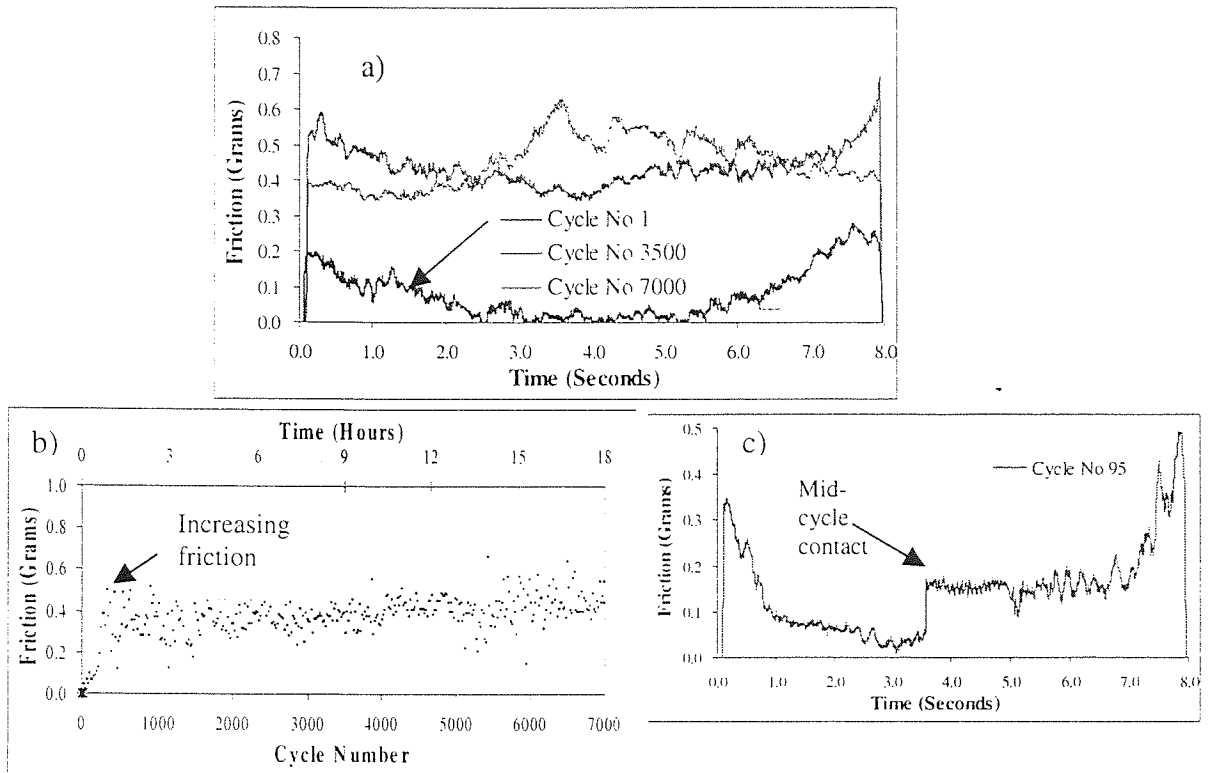 a)
0.8
0.7
0.6
0.5
0.4
0.3
0.2
0.1
0.0
Friction (Grams)
Cycle No 1
Cycle No 3500
Cycle No 7000
0.0 1.0 2.0 3.0 4.0 5.0 6.0 7.0 8.0
Time (Seconds)
b)
Time (Hours)
0 3 6 9 12 15 18
1.0
0.8
0.6
0.4
0.2
0.0
Friction (Grams)
Increasing
friction
0 1000 2000 3000 4000 5000 6000 7000
Cycle Number
c)
0.5
0.4
0.3
0.2
0.1
0.0
Friction (Grams)
Cycle No 95
Mid-
cycle
contact
0.0 1.0 2.0 3.0 4.0 5.0 6.0 7.0 8.0
Time (Seconds)